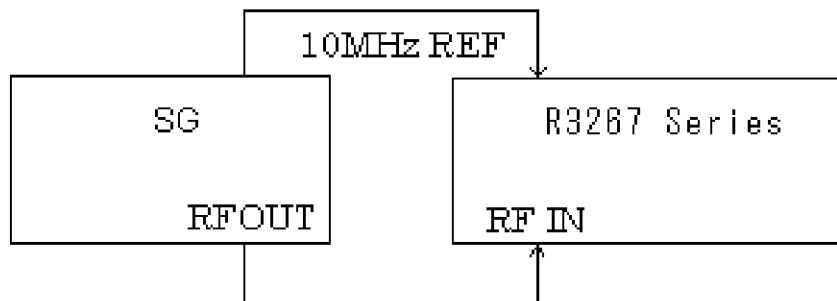 10MHz REF
SG
R3267 Series
RFOUT
RF IN